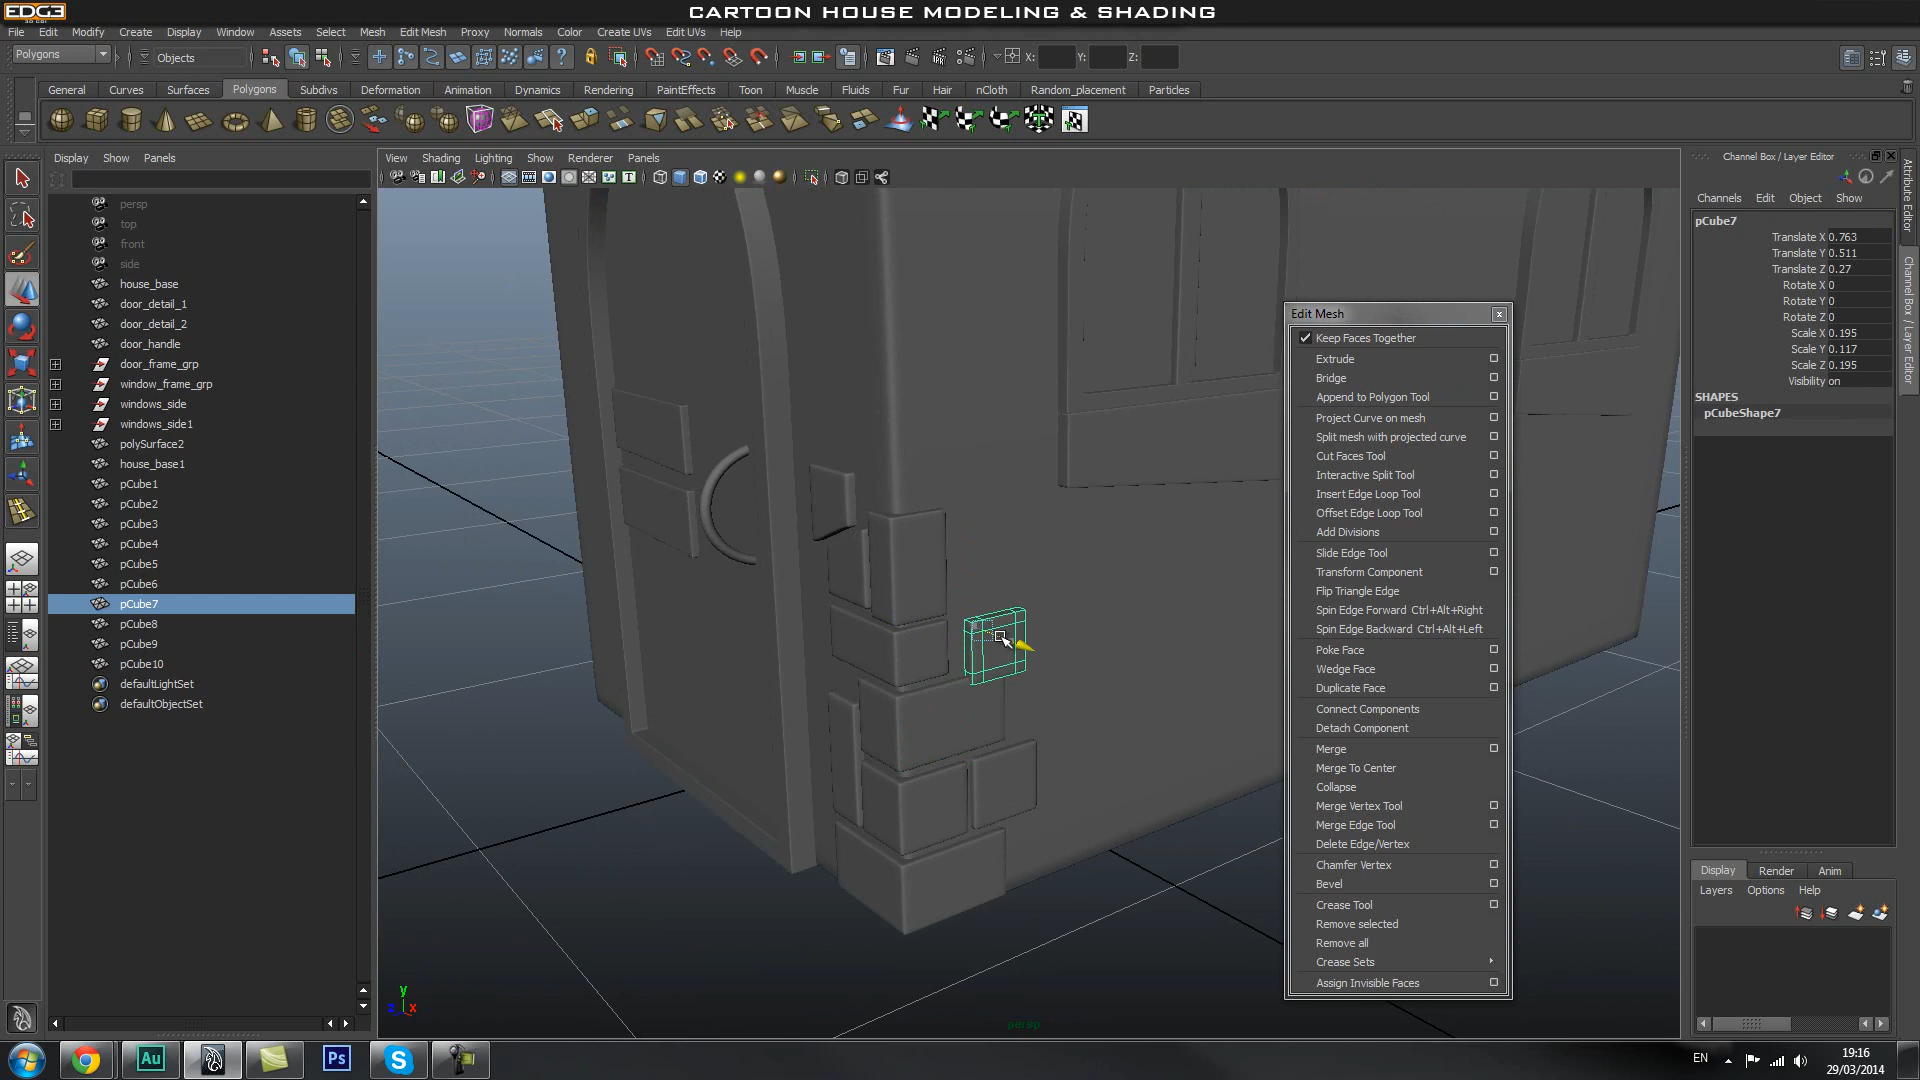 EDG3
3D CGI
CARTOON HOUSE MODELING & SHADING
File Edit Modify Create Display Window Assets Select Mesh Edit Mesh Proxy Normals Color Create UVs Edit UVs Help
Polygons Objects X: Y: Z:
General Curves Surfaces Polygons Subdivs Deformation Animation Dynamics Rendering PaintEffects Toon Muscle Fluids Fur Hair nCloth Random_placement Particles
Display Show Panels
View Shading Lighting Show Renderer Panels
persp
top
front
side
house_base
door_detail_1
door_detail_2
door_handle
door_frame_grp
window_frame_grp
windows_side
windows_side1
polySurface2
house_base1
pCube1
pCube2
pCube3
pCube4
pCube5
pCube6
pCube7
pCube8
pCube9
pCube10
defaultLightSet
defaultObjectSet
y
z x
persp
Edit Mesh
Keep Faces Together
Extrude
Bridge
Append to Polygon Tool
Project Curve on mesh
Split mesh with projected curve
Cut Faces Tool
Interactive Split Tool
Insert Edge Loop Tool
Offset Edge Loop Tool
Add Divisions
Slide Edge Tool
Transform Component
Flip Triangle Edge
Spin Edge Forward Ctrl+Alt+Right
Spin Edge Backward Ctrl+Alt+Left
Poke Face
Wedge Face
Duplicate Face
Connect Components
Detach Component
Merge
Merge To Center
Collapse
Merge Vertex Tool
Merge Edge Tool
Delete Edge/Vertex
Chamfer Vertex
Bevel
Crease Tool
Remove selected
Remove all
Crease Sets
Assign Invisible Faces
Channel Box / Layer Editor
Channels Edit Object Show
pCube7
Translate X 0.763
Translate Y 0.511
Translate Z 0.27
Rotate X 0
Rotate Y 0
Rotate Z 0
Scale X 0.195
Scale Y 0.117
Scale Z 0.195
Visibility on
SHAPES
pCubeShape7
Attribute Editor
Channel Box / Layer Editor
Display Render Anim
Layers Options Help
Au
Ps
EN
19:16
29/03/2014